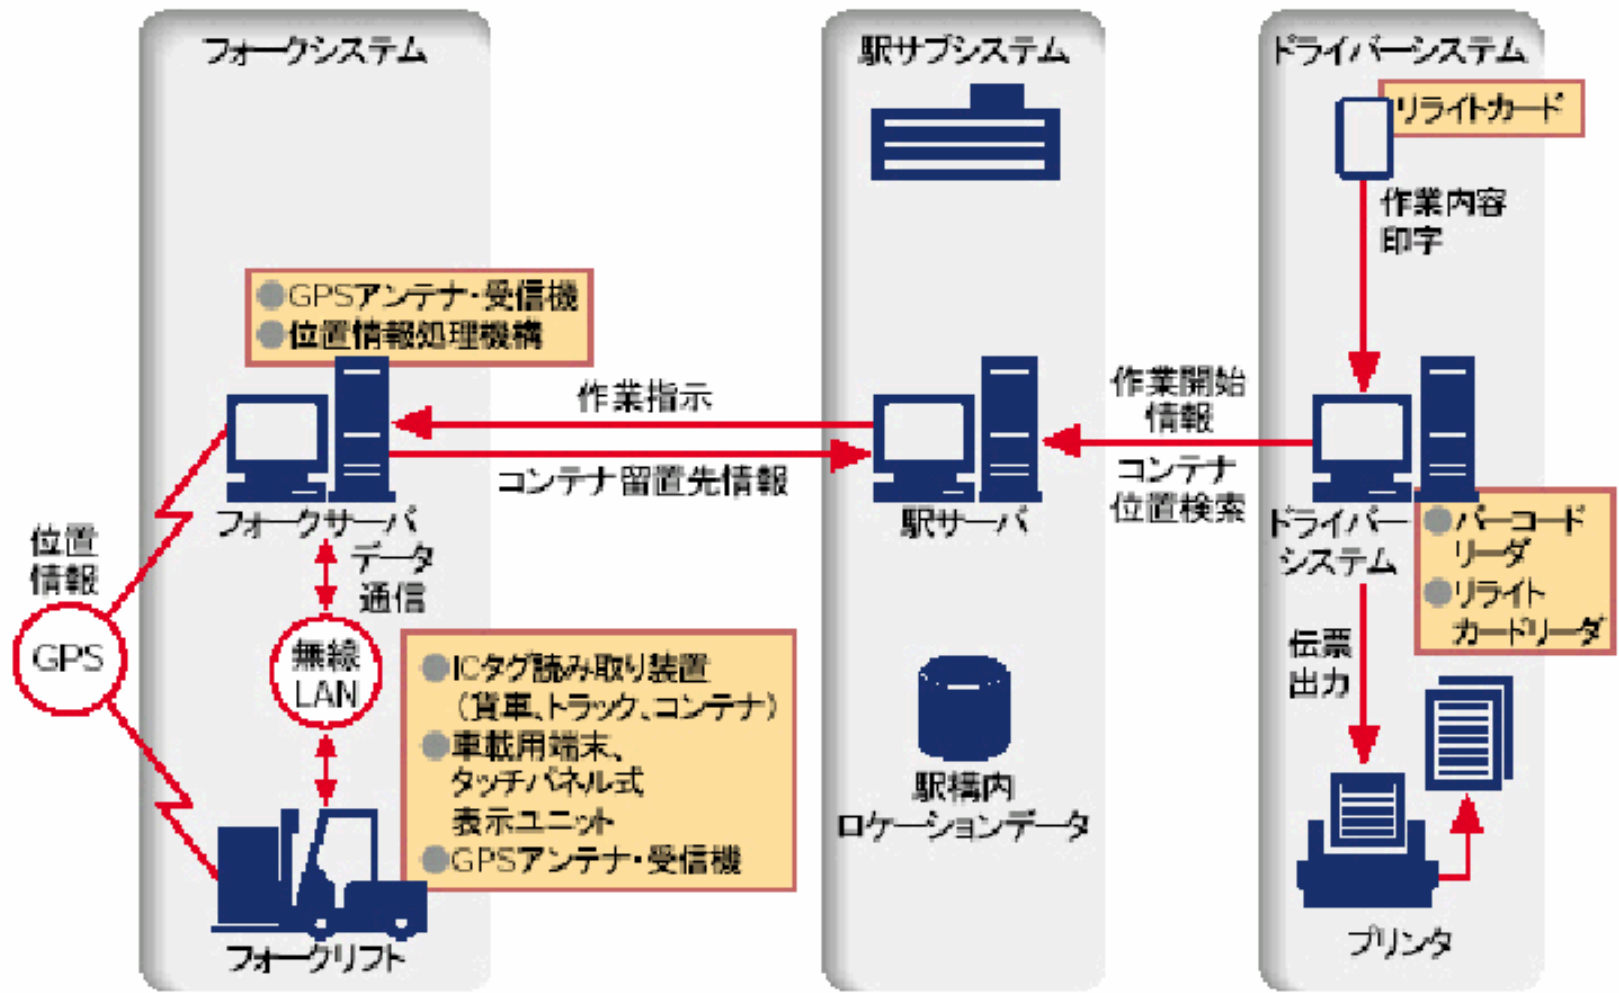 フォークシステム
GPSアンテナ・受信機
位置情報処理機構
フォークサーバ
位置
情報
GPS
データ
通信
無線
LAN
ICタグ読み取り装置
（貨車、トラック、コンテナ）
車載用端末、
タッチパネル式
表示ユニット
GPSアンテナ・受信機
フォークリフト
作業指示
コンテナ留置先情報
駅サブシステム
駅サーバ
駅構内
ロケーションデータ
作業開始
情報
コンテナ
位置検索
ドライバーシステム
リライトカード
作業内容
印字
ドライバー
システム
バーコード
リーダ
リライト
カードリーダ
伝票
出力
プリンタ